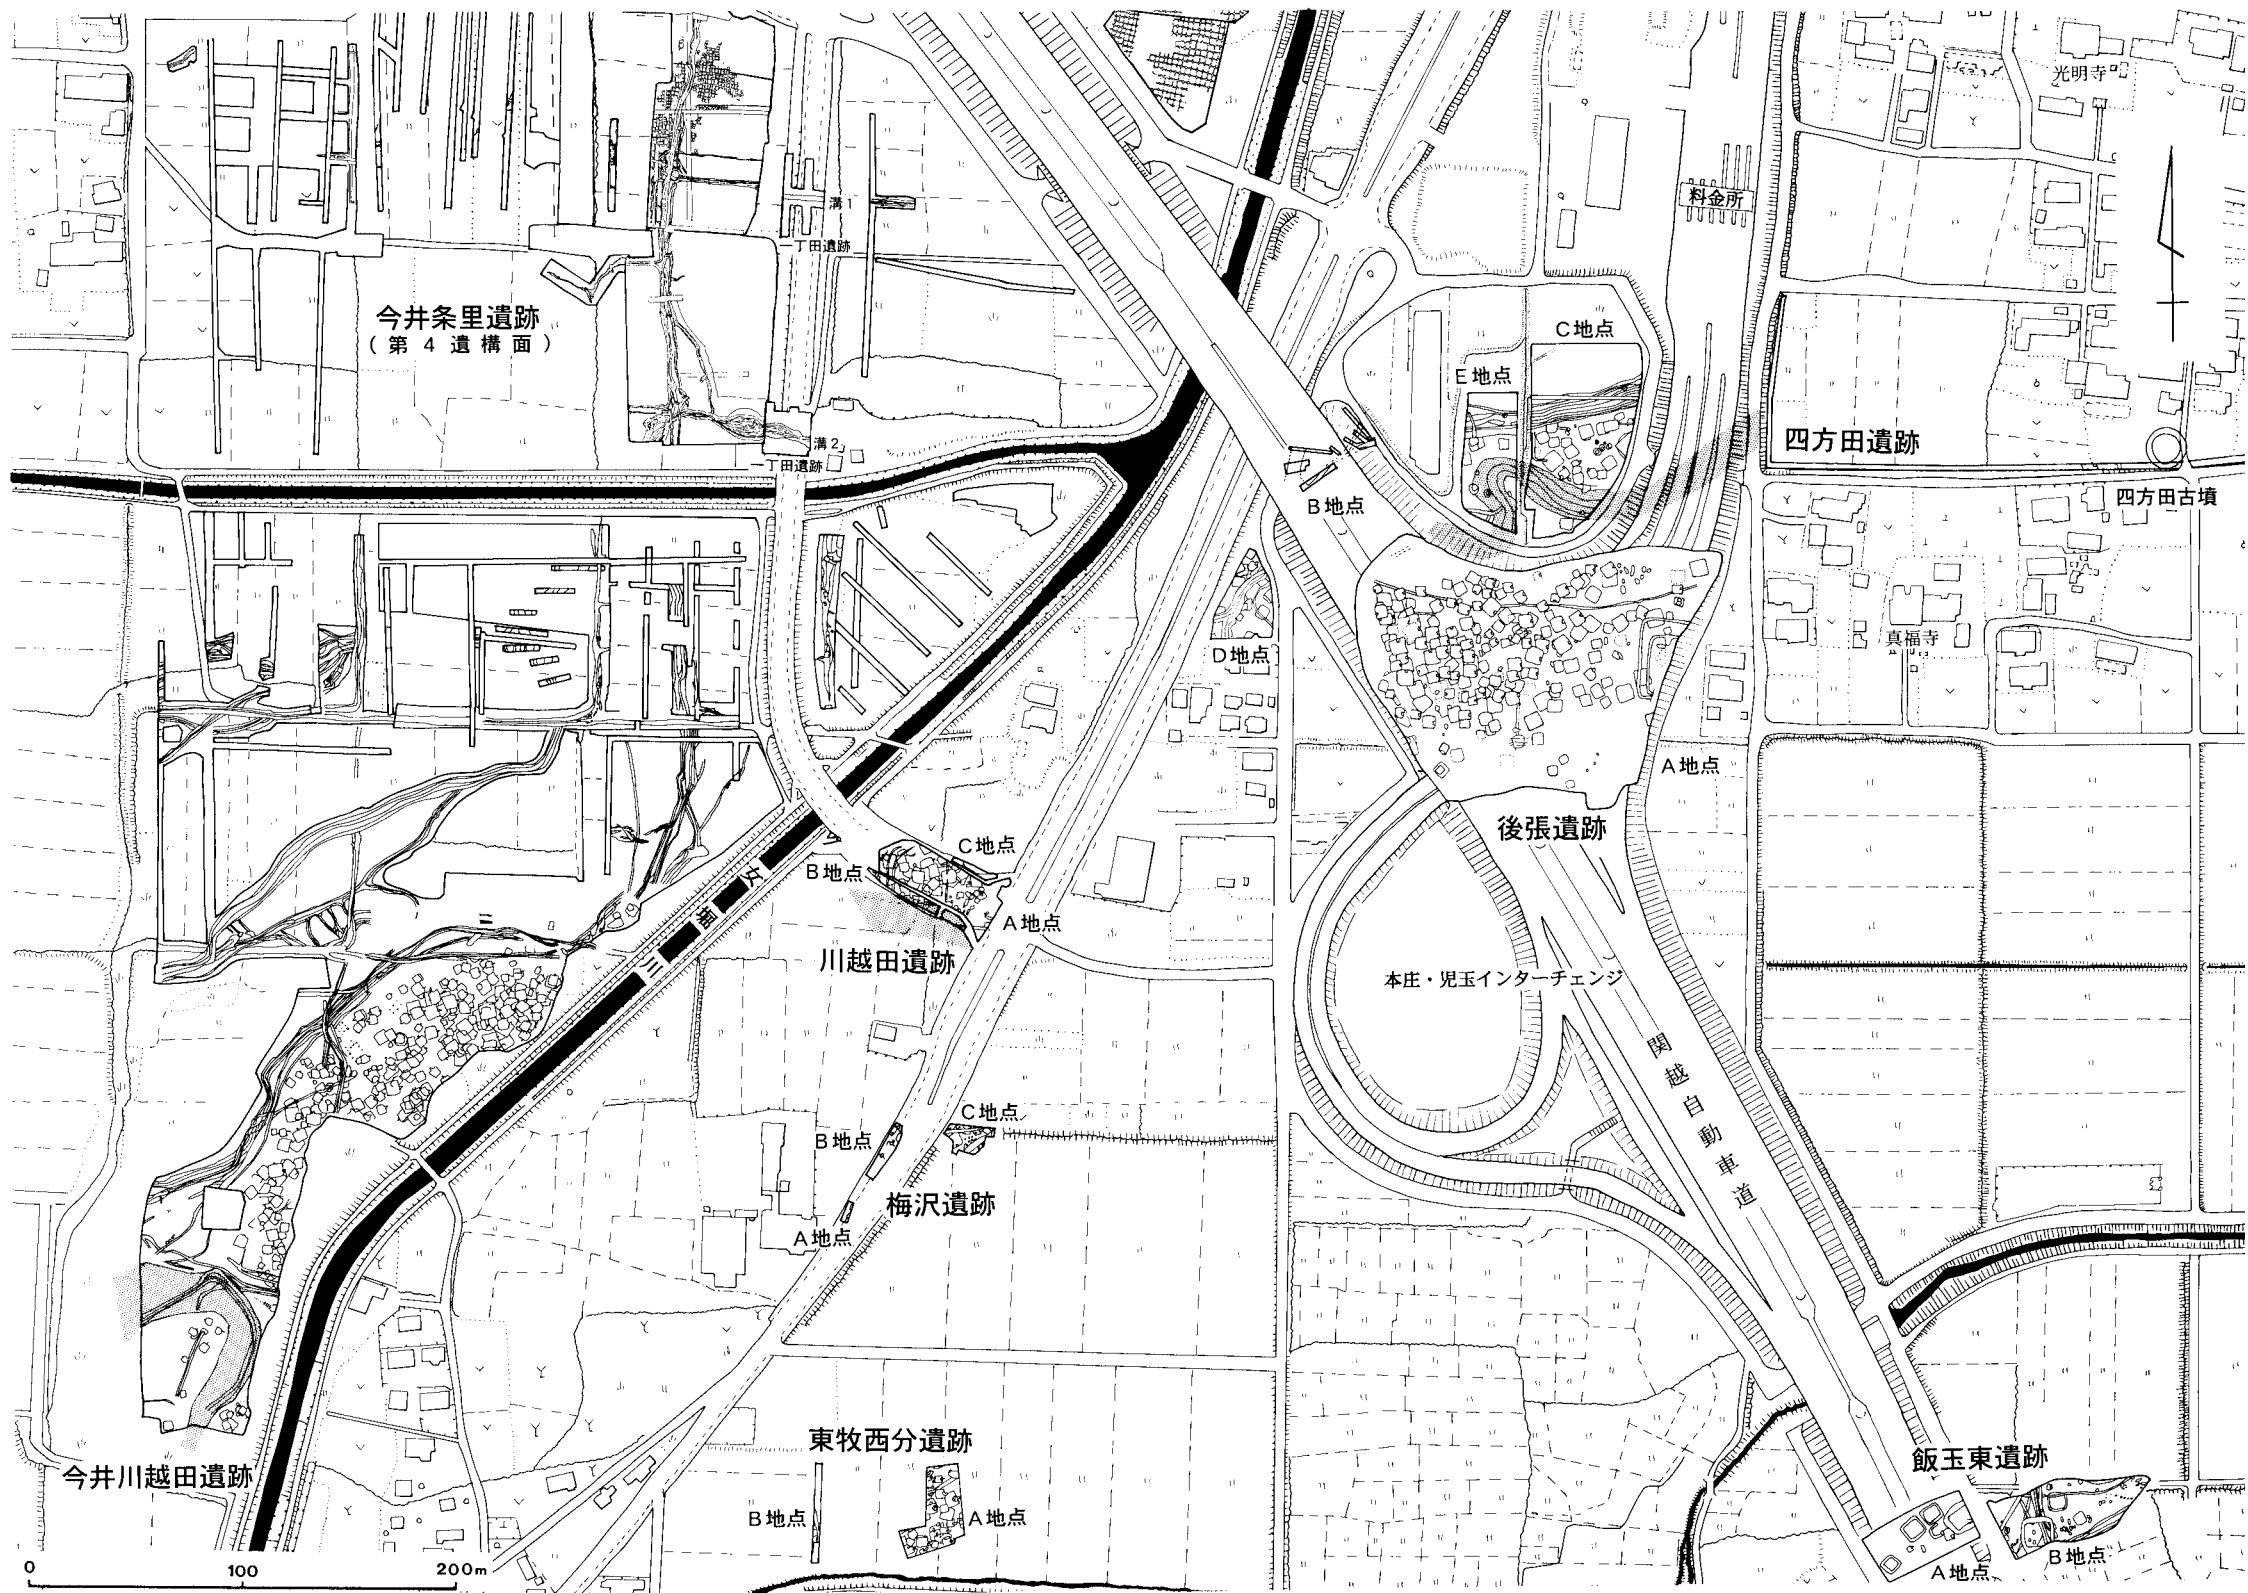 光明寺
料金所
溝1
一丁田遺跡
今井条里遺跡
(第4遺構面)
C地点
E地点
四方田遺跡
溝2
一丁田遺跡
四方田古墳
B地点
D地点
真福寺
A地点
後張遺跡
C地点
B地点
女
堀
川
A地点
川越田遺跡
本庄・児玉インターチェンジ
関越自動車道
C地点
B地点
梅沢遺跡
A地点
東牧西分遺跡
飯玉東遺跡
今井川越田遺跡
B地点
A地点
B地点
A地点
0
100
200m